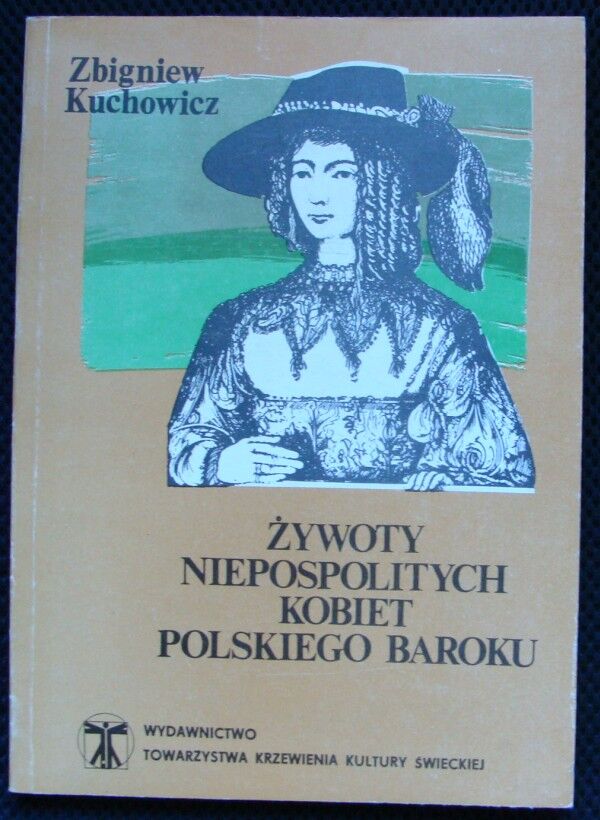 Zbigniew
Kuchowicz
ŻYWOTY
NIEPOSPOLITYCH
KOBIET
POLSKIEGO BAROKU
WYDAWNICTWO
TOWARZYSTWA KRZEWIENIA KULTURY ŚWIECKIEJ